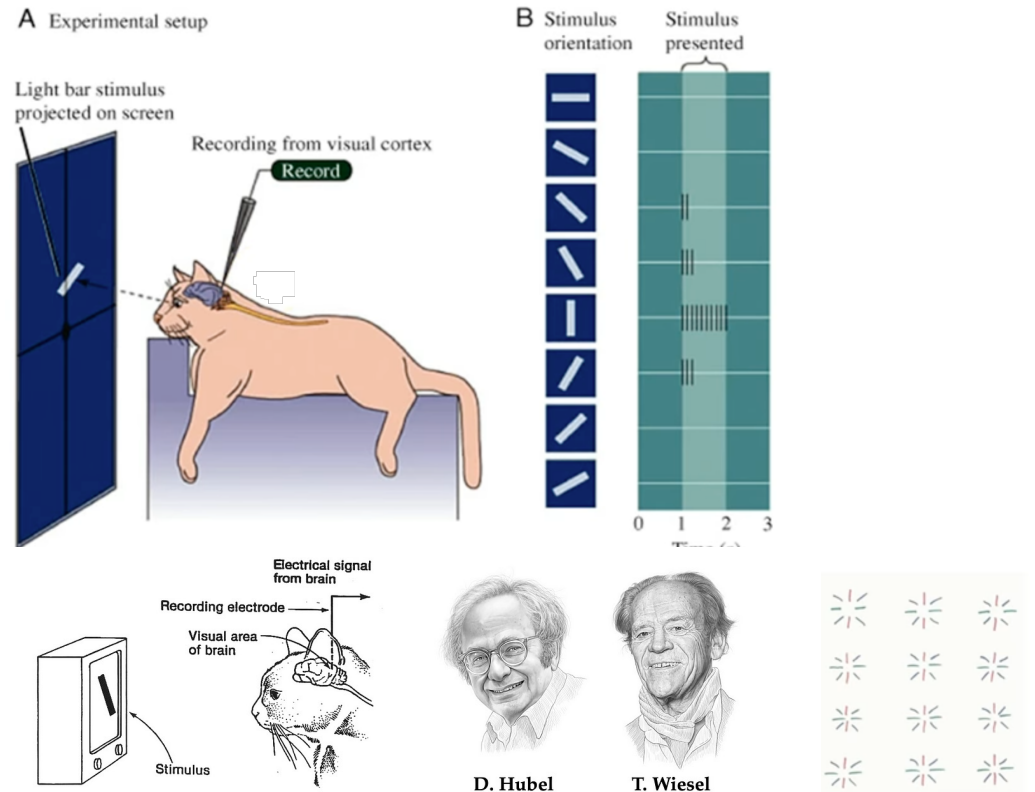 A Experimental setup
Light bar stimulus
projected on screen
Recording from visual cortex
Record
B Stimulus
orientation
Stimulus
presented
0 1 2 3
Electrical signal
from brain
Recording electrode
Visual area
of brain
Stimulus
D. Hubel
T. Wiesel